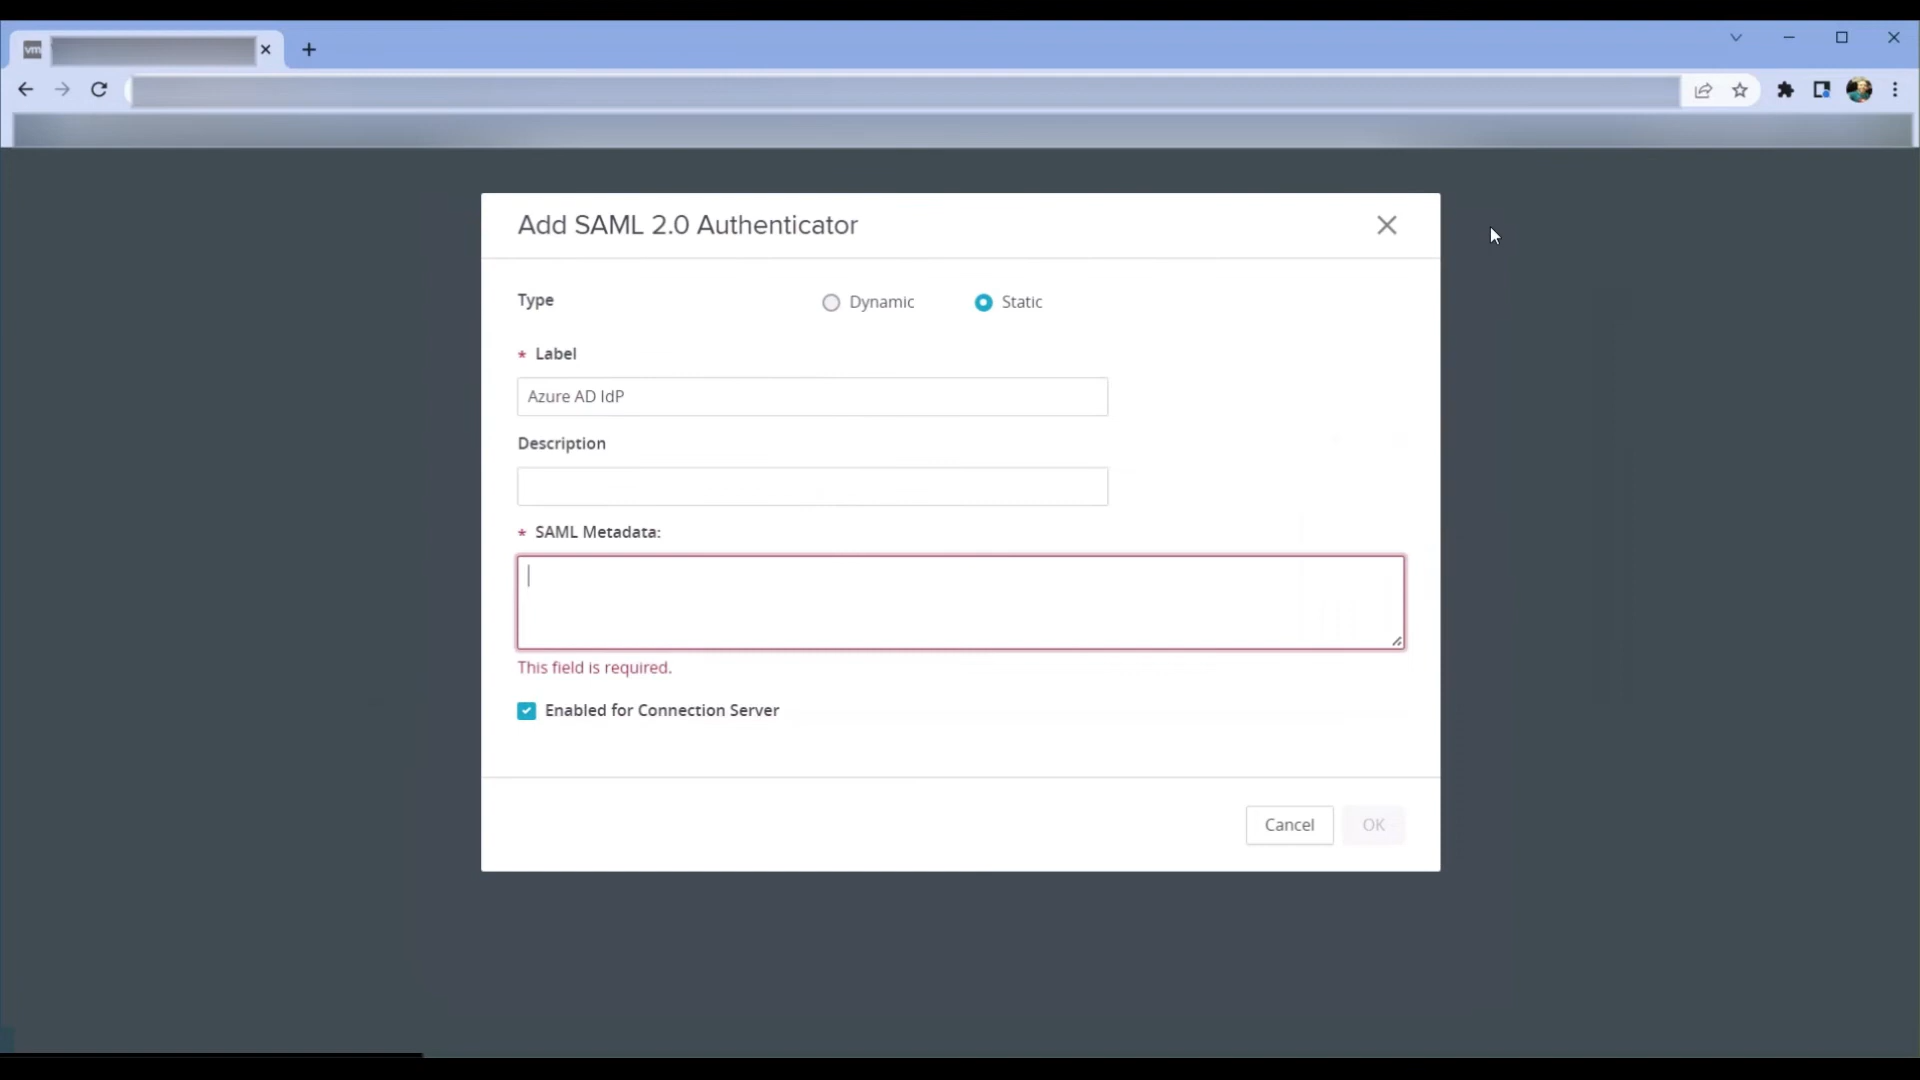 vm
Add SAML 2.0 Authenticator
Type
Dynamic
Static
* Label
Azure AD IdP
Description
* SAML Metadata:
This field is required.
Enabled for Connection Server
Cancel
OK